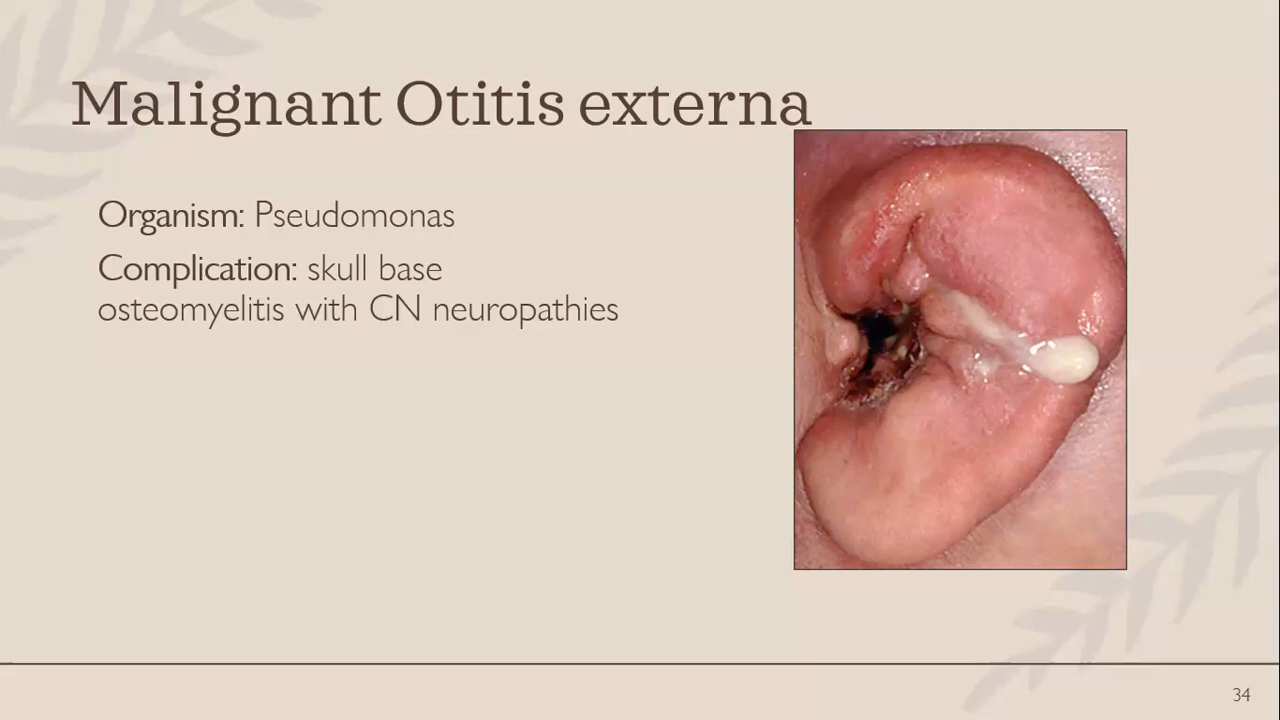 Malignant Otitis externa
Organism: Pseudomonas
Complication: skull base
osteomyelitis with CN neuropathies
34